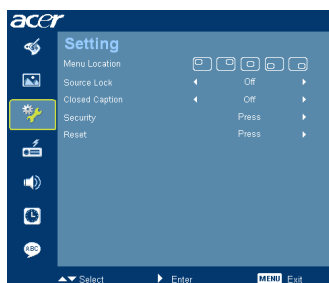 acer
Setting
Menu Location
Source Lock Off
Closed Caption Off
Security Press
Reset Press
ABC
Select Enter MENU Exit